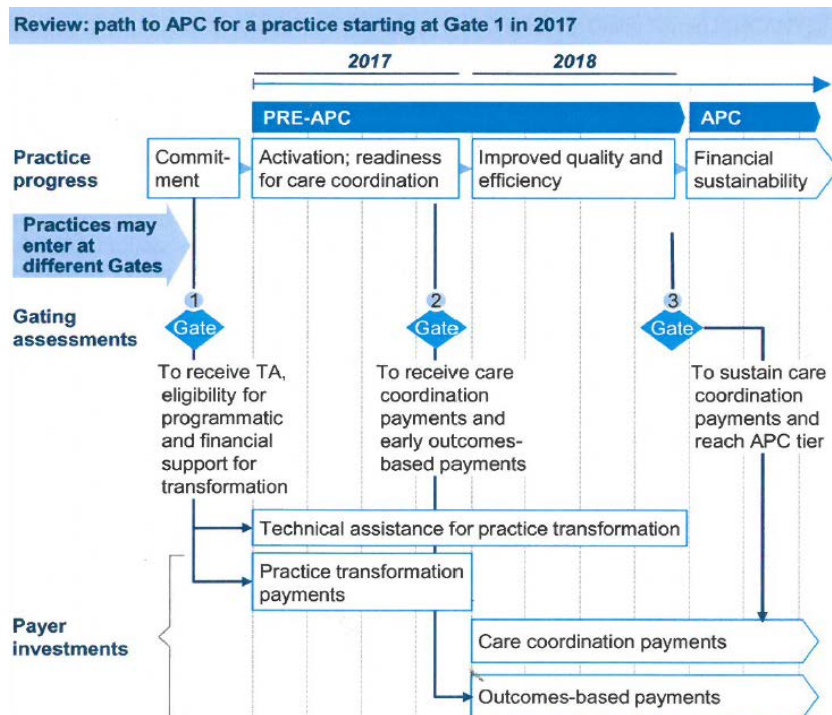 Review: path to APC for a practice starting at Gate 1 in 2017
2017
2018
PRE-APC
APC
Practice
progress
Commit-
ment
Activation; readiness
for care coordination
Improved quality and
efficiency
Financial
sustainability
Practices may
enter at
different Gates
Gating
assessments
1
Gate
2
Gate
3
Gate
To receive TA,
eligibility for
programmatic
and financial
support for
transformation
To receive care
coordination
payments and
early outcomes-
based payments
To sustain care
coordination
payments and
reach APC tier
Technical assistance for practice transformation
Practice transformation
payments
Payer
investments
Care coordination payments
Outcomes-based payments